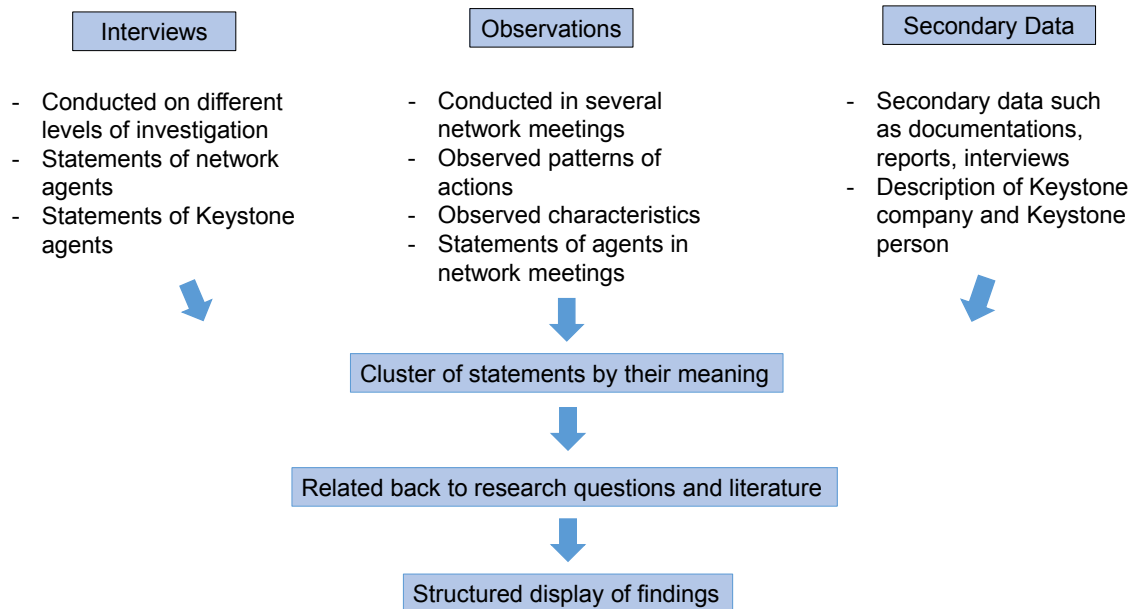 Interviews
- Conducted on different
levels of investigation
- Statements of network
agents
- Statements of Keystone
agents
Observations
- Conducted in several
network meetings
- Observed patterns of
actions
- Observed characteristics
- Statements of agents in
network meetings
Secondary Data
- Secondary data such
as documentations,
reports, interviews
- Description of Keystone
company and Keystone
person
Cluster of statements by their meaning
Related back to research questions and literature
Structured display of findings